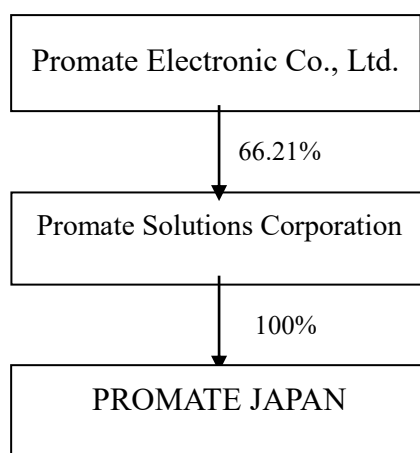 Promate Electronic Co., Ltd.
66.21%
Promate Solutions Corporation
100%
PROMATE JAPAN